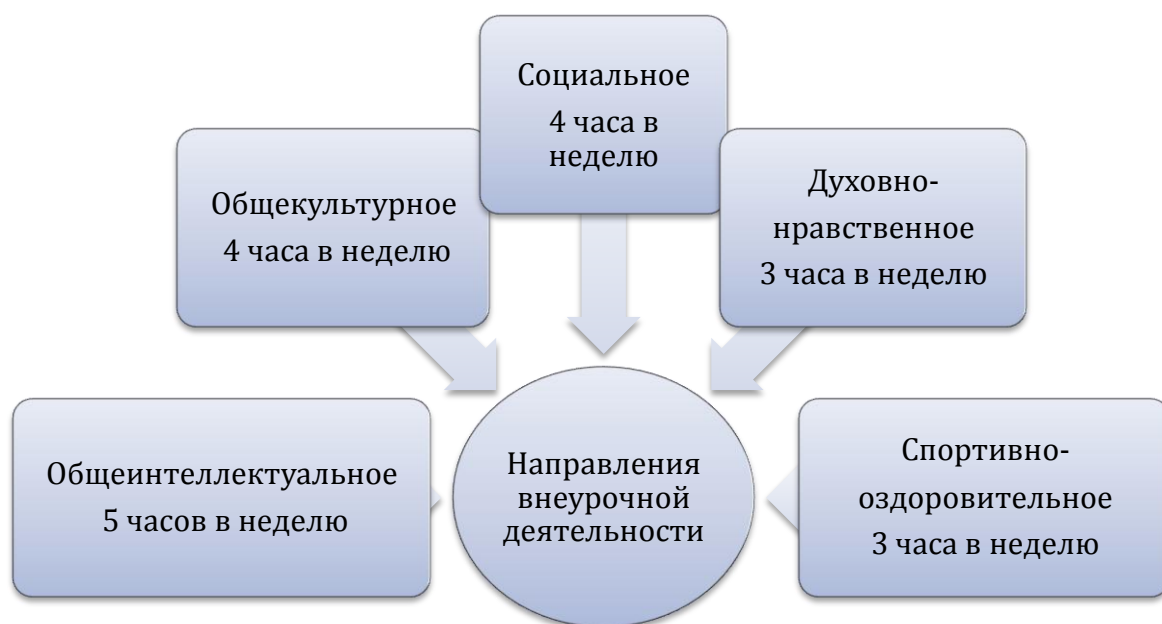 Социальное
4 часа в
неделю
Общекультурное
4 часа в неделю
Духовно-
нравственное
3 часа в неделю
Общеинтеллектуальное
5 часов в неделю
Направления
внеурочной
деятельности
Спортивно-
оздоровительное
3 часа в неделю